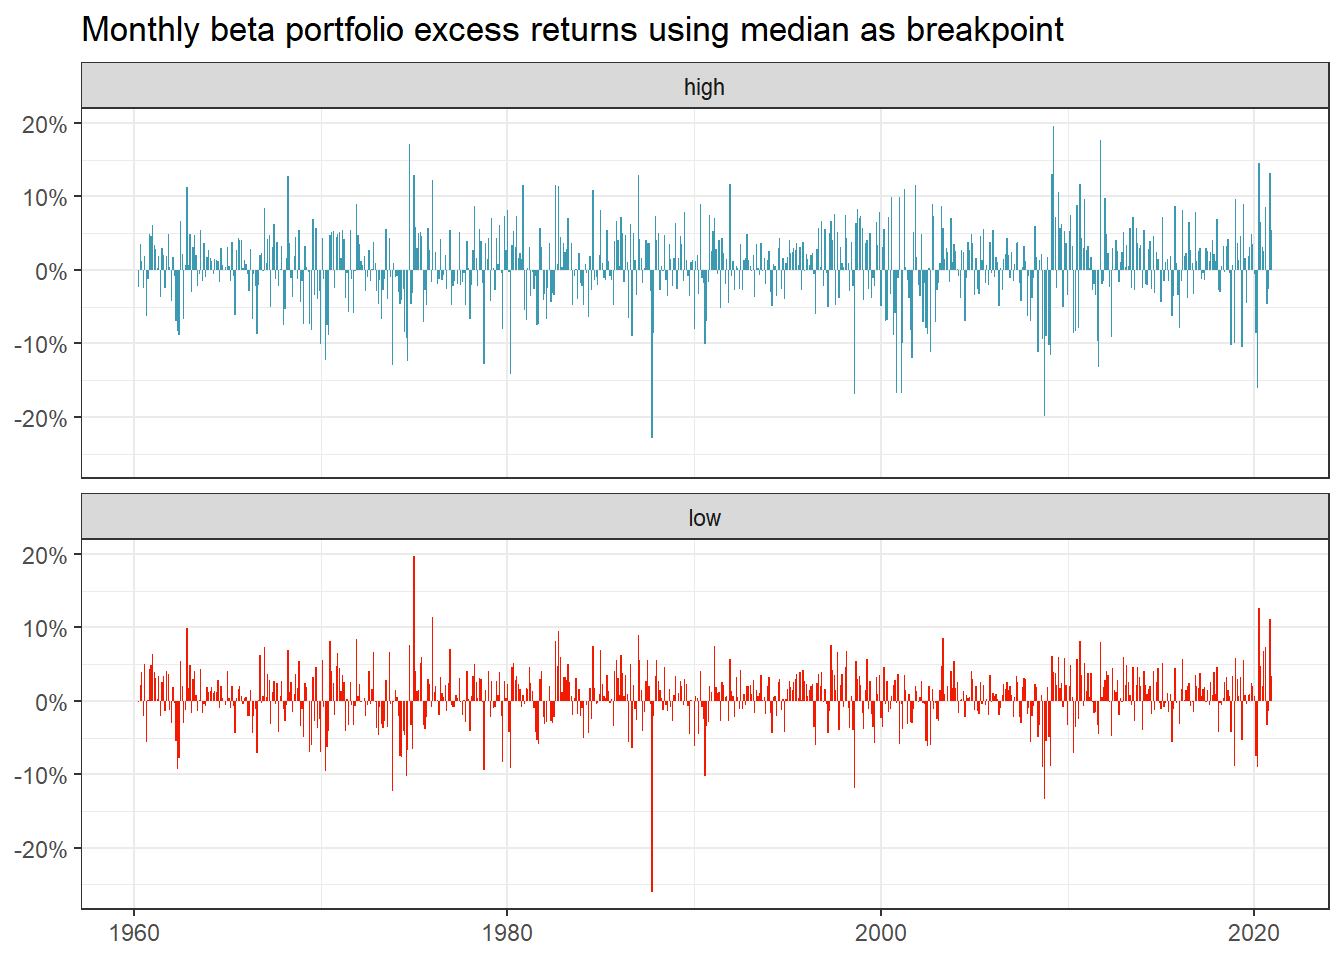 Monthly beta portfolio excess returns using median as breakpoint
high
20%
10%
0%
-10%
-20%
low
20%
10%
0%
-10%
-20%
1960 1980 2000 2020